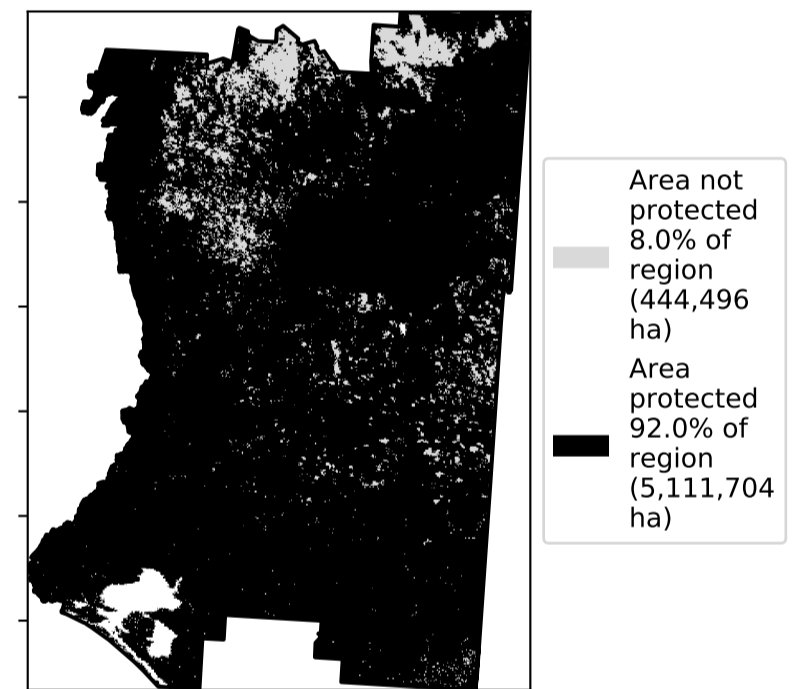 Area not
protected
8.0% of
region
(444,496
ha)
Area
protected
92.0% of
region
(5,111,704
ha)